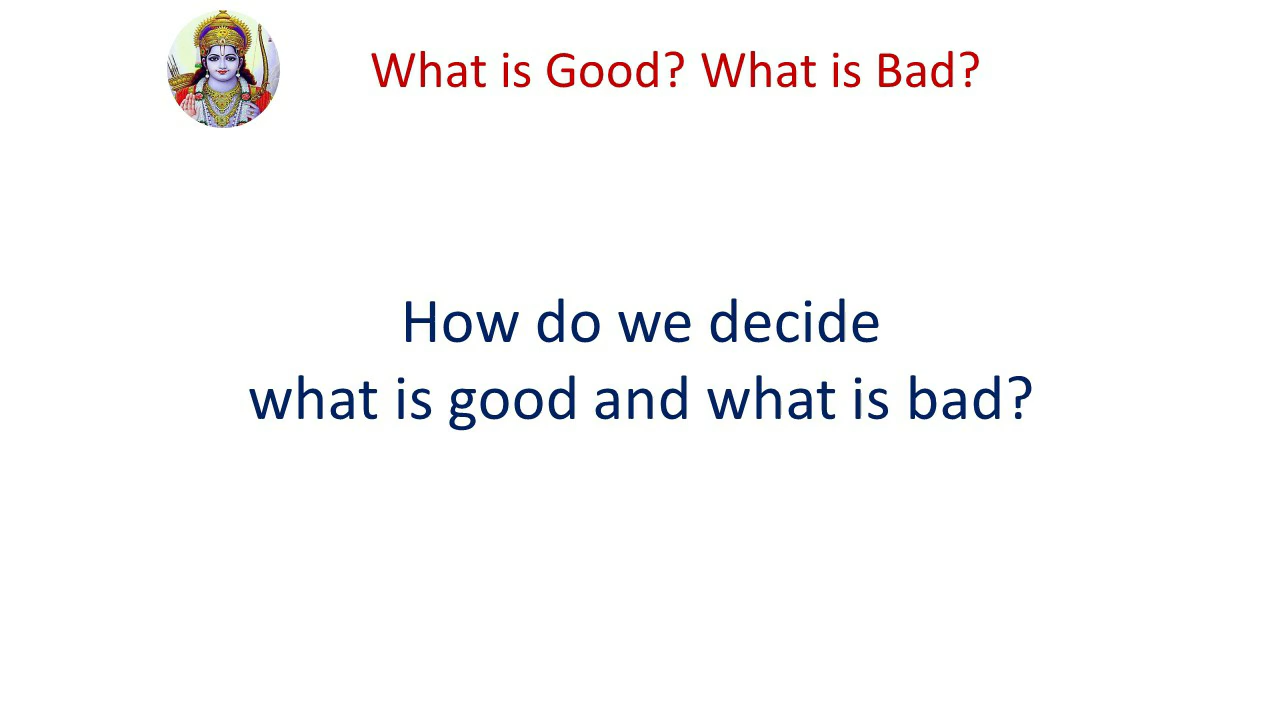 What is Good? What is Bad?
How do we decide
what is good and what is bad?